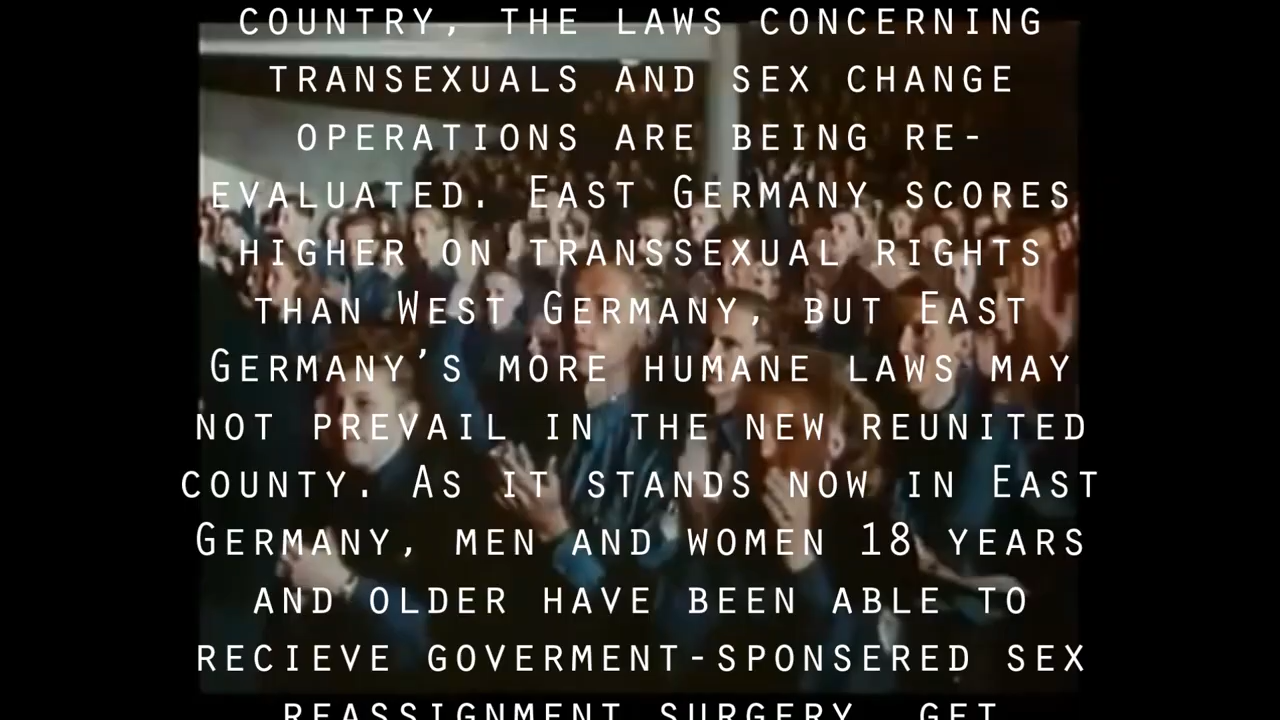 COUNTRY, THE LAWS CONCERNING
TRANSEXUALS AND SEX CHANGE
OPERATIONS ARE BEING RE-
EVALUATED. EAST GERMANY SCORES
HIGHER ON TRANSSEXUAL RIGHTS
THAN WEST GERMANY, BUT EAST
GERMANY'S MORE HUMANE LAWS MAY
NOT PREVAIL IN THE NEW REUNITED
COUNTY. AS IT STANDS NOW IN EAST
GERMANY, MEN AND WOMEN 18 YEARS
AND OLDER HAVE BEEN ABLE TO
RECIEVE GOVERMENT-SPONSERED SEX
REASSIGNMENT SURGERY, GET